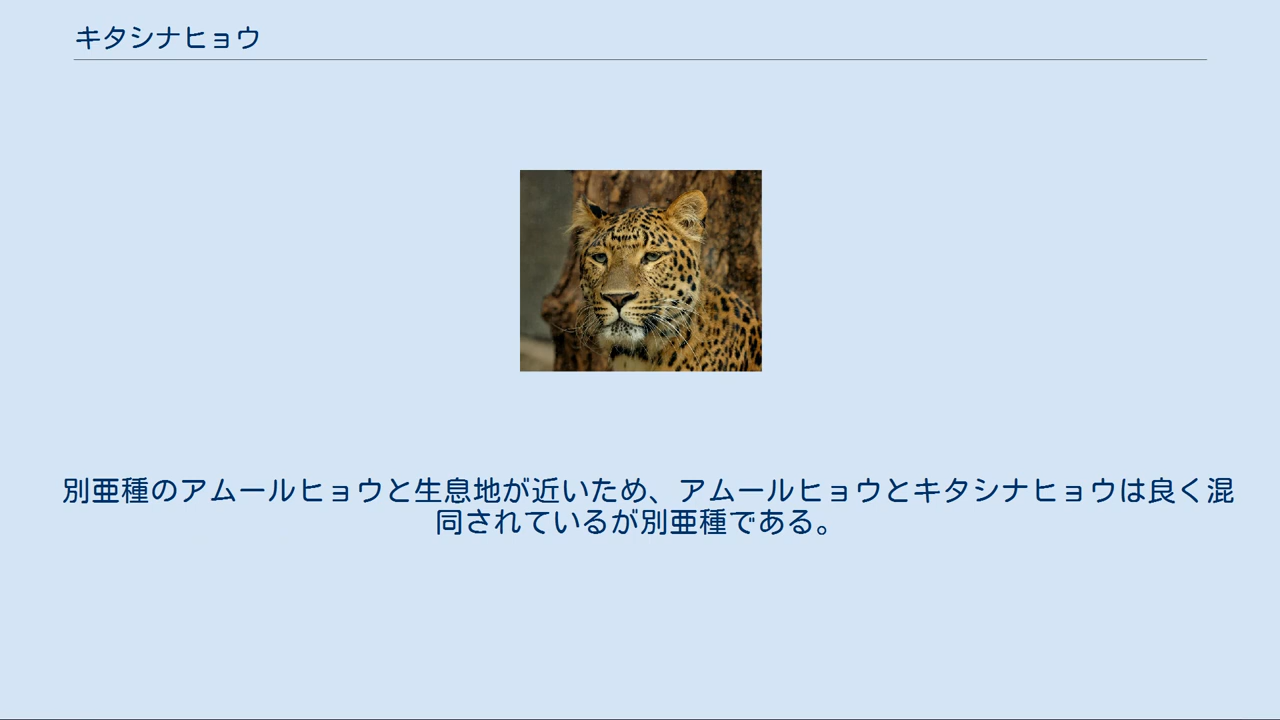 キタシナヒョウ
別亜種のアムールヒョウと生息地が近いため、アムールヒョウとキタシナヒョウは良く混
同されているが別亜種である。